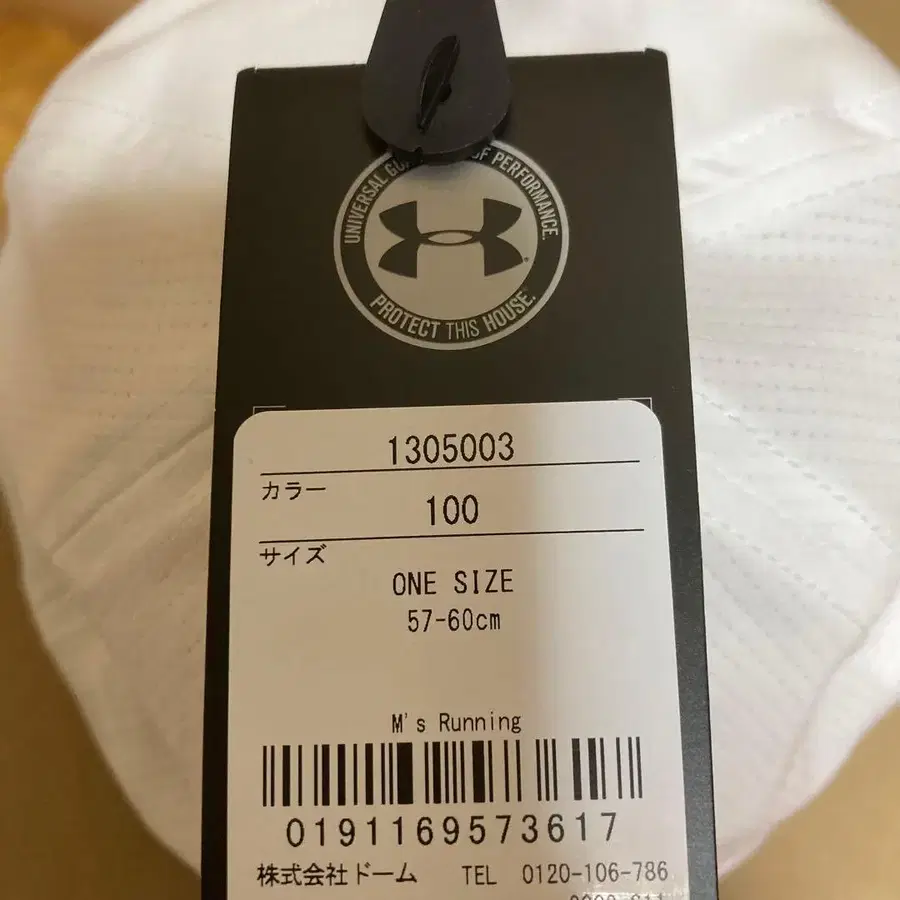 UNIVERSAL
OF PERFORMANCE.
PROTECT THIS HOUSE.
1305003
カラー
100
サイズ
ONE SIZE
57-60cm
M's Running
0191169573617
株式会社ドーム TEL 0120-106-786